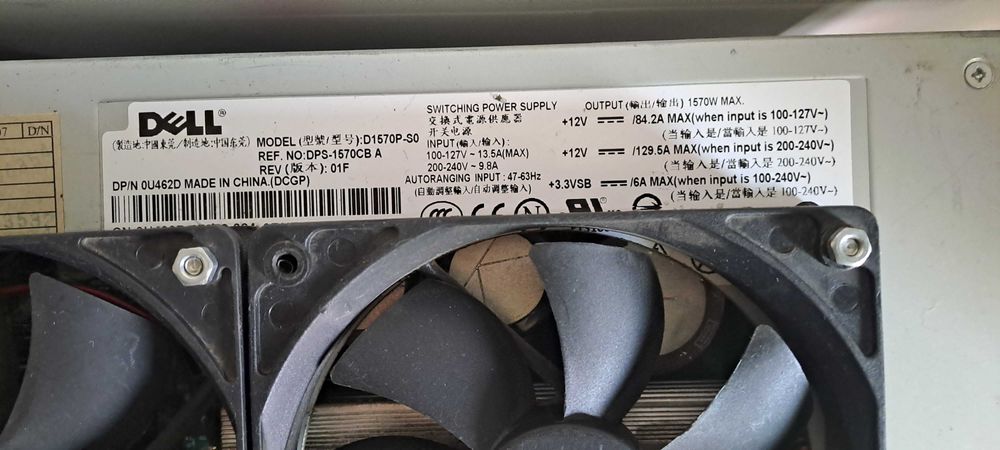 D/N
DELL
(製造地:中國東莞/制造地:中国东莞)
MODEL (型號/型号):D1570P-S0
REF. NO:DPS-1570CB A
REV (版本): 01F
DP/N 0U462D MADE IN CHINA.(DCGP)
SWITCHING POWER SUPPLY
交換式電源供應器
开关电源
INPUT (輸入/输入):
100-127V ~ 13.5A(MAX)
200-240V ~ 9.8A
AUTORANGING INPUT: 47-63Hz
(自動調整輸入/自动调整输入)
OUTPUT (輸出/输出) 1570W MAX.
+12V /84.2A MAX(when input is 100-127V~)
(当输入是/當輸入是 100-127V~)
+12V /129.5A MAX(when input is 200-240V~)
(当输入是/當輸入是 200-240V~)
+3.3VSB /6A MAX(when input is 100-240V~)
(当输入是/當輸入是 100-240V~)